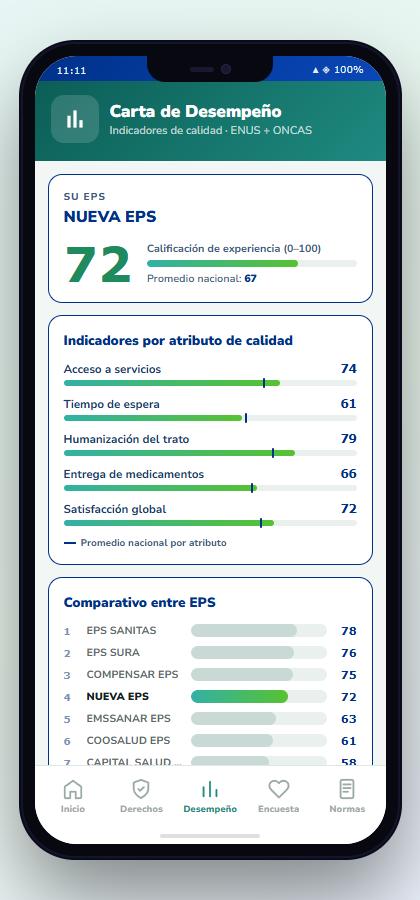 11:11
100%
Carta de Desempeño
Indicadores de calidad · ENUS + ONCAS
SU EPS
NUEVA EPS
72
Calificación de experiencia (0–100)
Promedio nacional: 67
Indicadores por atributo de calidad
Acceso a servicios 74
Tiempo de espera 61
Humanización del trato 79
Entrega de medicamentos 66
Satisfacción global 72
Promedio nacional por atributo
Comparativo entre EPS
1 EPS SANITAS 78
2 EPS SURA 76
3 COMPENSAR EPS 75
4 NUEVA EPS 72
5 EMSSANAR EPS 63
6 COOSALUD EPS 61
7 CAPITAL SALUD ... 58
Inicio
Derechos
Desempeño
Encuesta
Normas